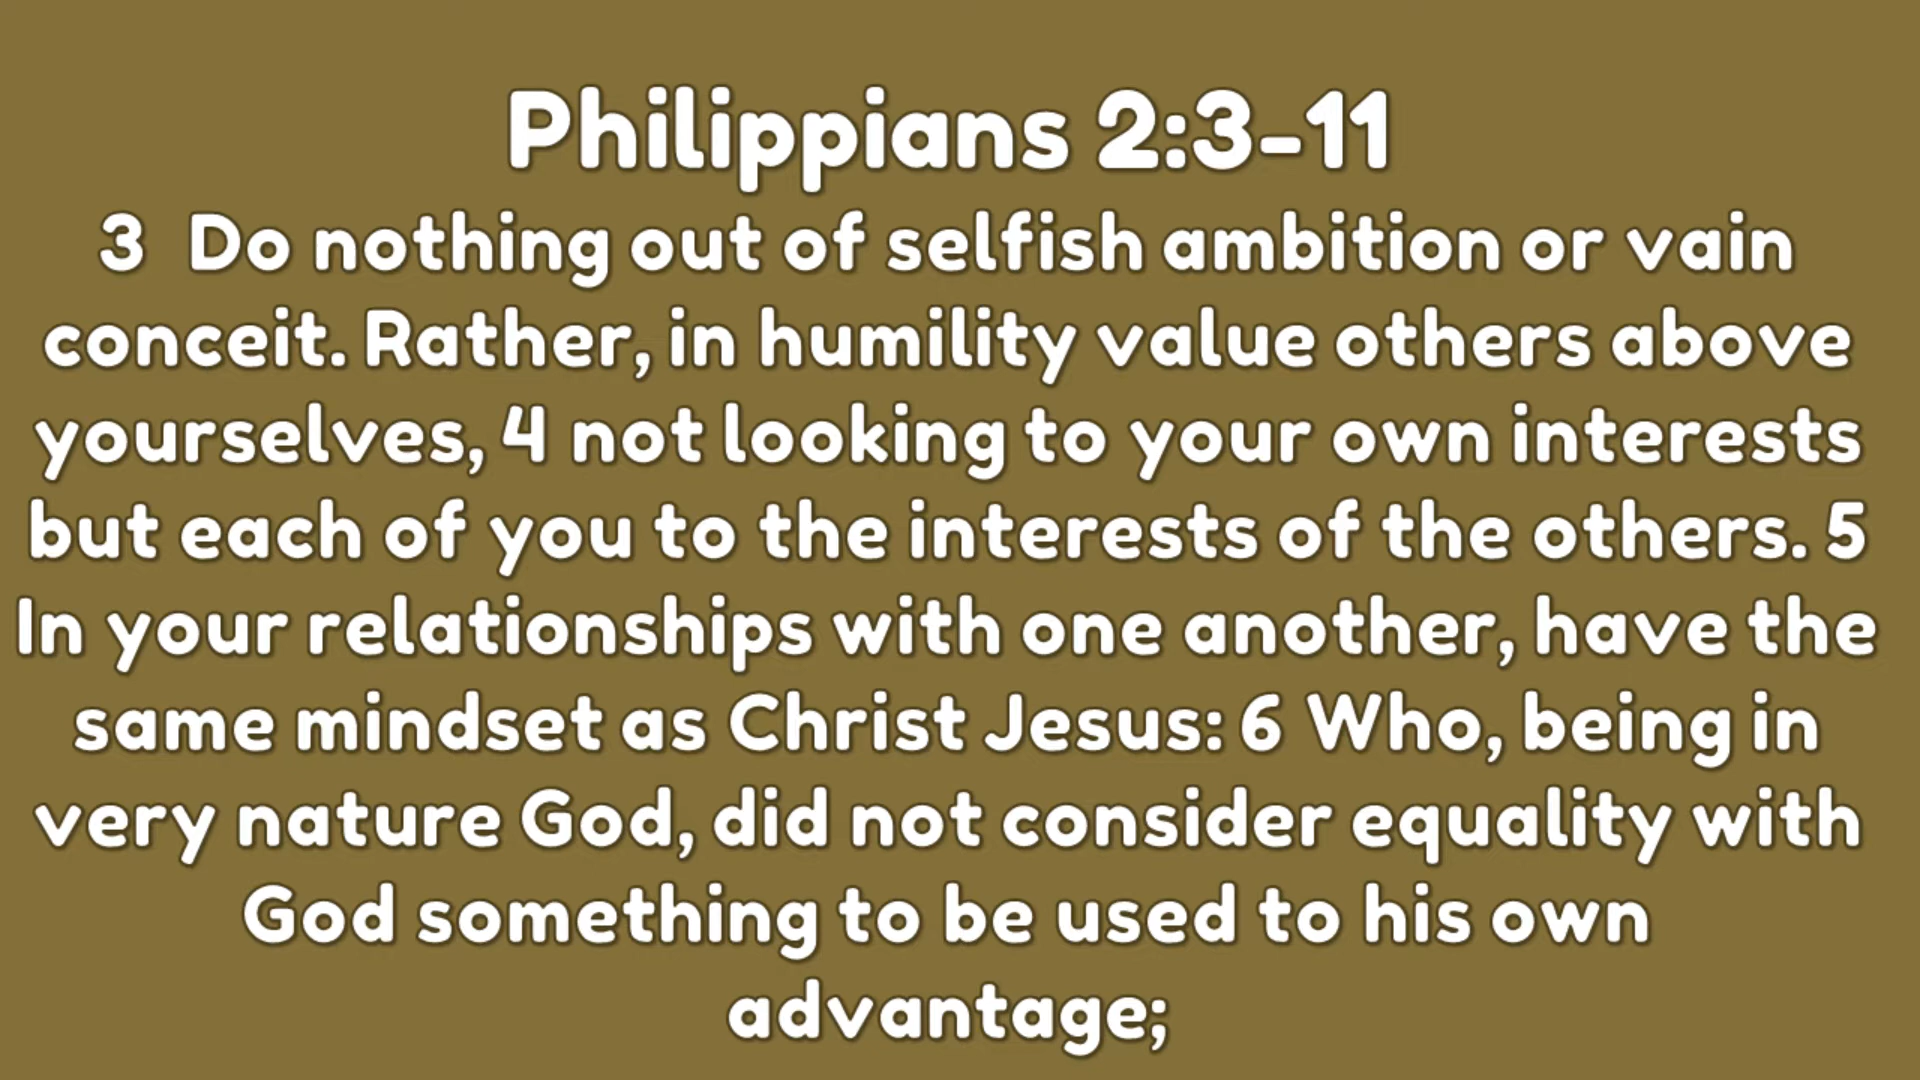 Philippians 2:3-11
3 Do nothing out of selfish ambition or vain
conceit. Rather, in humility value others above
yourselves, 4 not looking to your own interests
but each of you to the interests of the others. 5
In your relationships with one another, have the
same mindset as Christ Jesus: 6 Who, being in
very nature God, did not consider equality with
God something to be used to his own
advantage;